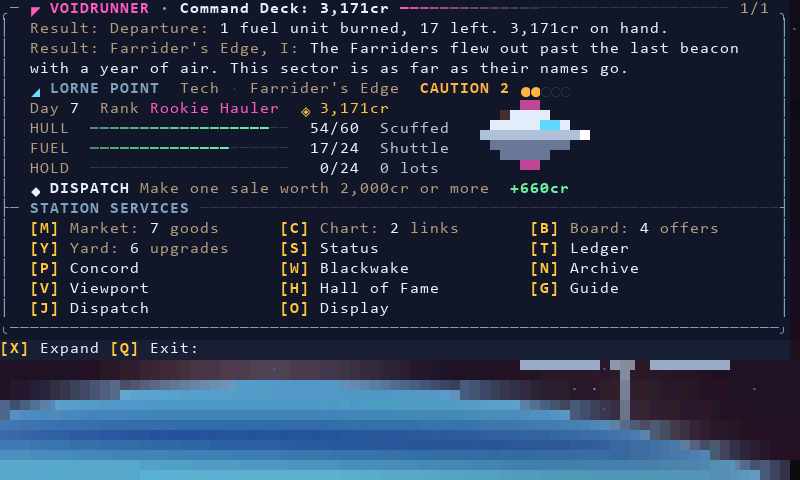 VOIDRUNNER · Command Deck: 3,171cr 1/1
Result: Departure: 1 fuel unit burned, 17 left. 3,171cr on hand.
Result: Farrider's Edge, I: The Farriders flew out past the last beacon
with a year of air. This sector is as far as their names go.
LORNE POINT Tech · Farrider's Edge CAUTION 2
Day 7 Rank Rookie Hauler 3,171cr
HULL 54/60 Scuffed
FUEL 17/24 Shuttle
HOLD 0/24 0 lots
DISPATCH Make one sale worth 2,000cr or more +660cr
STATION SERVICES
[M] Market: 7 goods [C] Chart: 2 links [B] Board: 4 offers
[Y] Yard: 6 upgrades [S] Status [T] Ledger
[P] Concord [W] Blackwake [N] Archive
[V] Viewport [H] Hall of Fame [G] Guide
[J] Dispatch [O] Display
[X] Expand [Q] Exit: